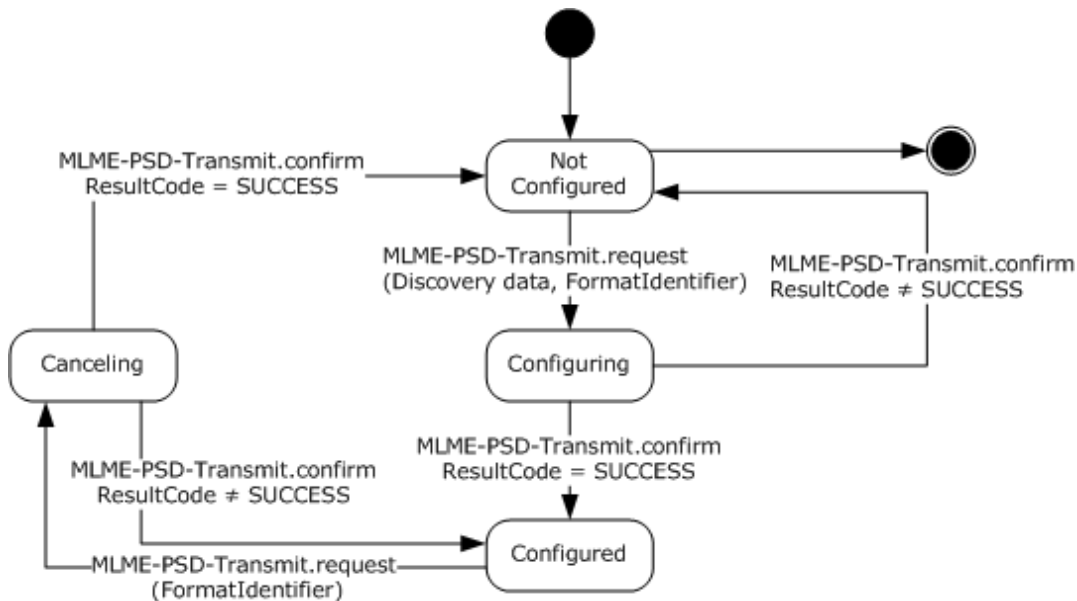 Not
Configured
MLME-PSD-Transmit.confirm
ResultCode = SUCCESS
MLME-PSD-Transmit.request
(Discovery data, FormatIdentifier)
MLME-PSD-Transmit.confirm
ResultCode ≠ SUCCESS
Canceling
Configuring
MLME-PSD-Transmit.confirm
ResultCode = SUCCESS
MLME-PSD-Transmit.confirm
ResultCode ≠ SUCCESS
Configured
MLME-PSD-Transmit.request
(FormatIdentifier)